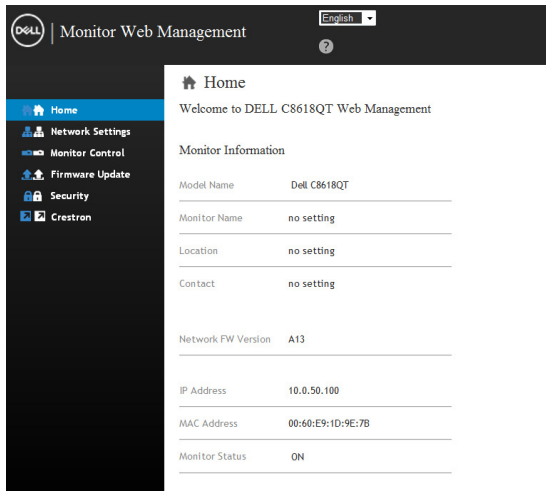 DELL | Monitor Web Management
English
?
Home
Welcome to DELL C8618QT Web Management
Home
Network Settings
Monitor Control
Firmware Update
Security
Crestron
Monitor Information
Model Name Dell C8618QT
Monitor Name no setting
Location no setting
Contact no setting
Network FW Version A13
IP Address 10.0.50.100
MAC Address 00:60:E9:1D:9E:7B
Monitor Status ON